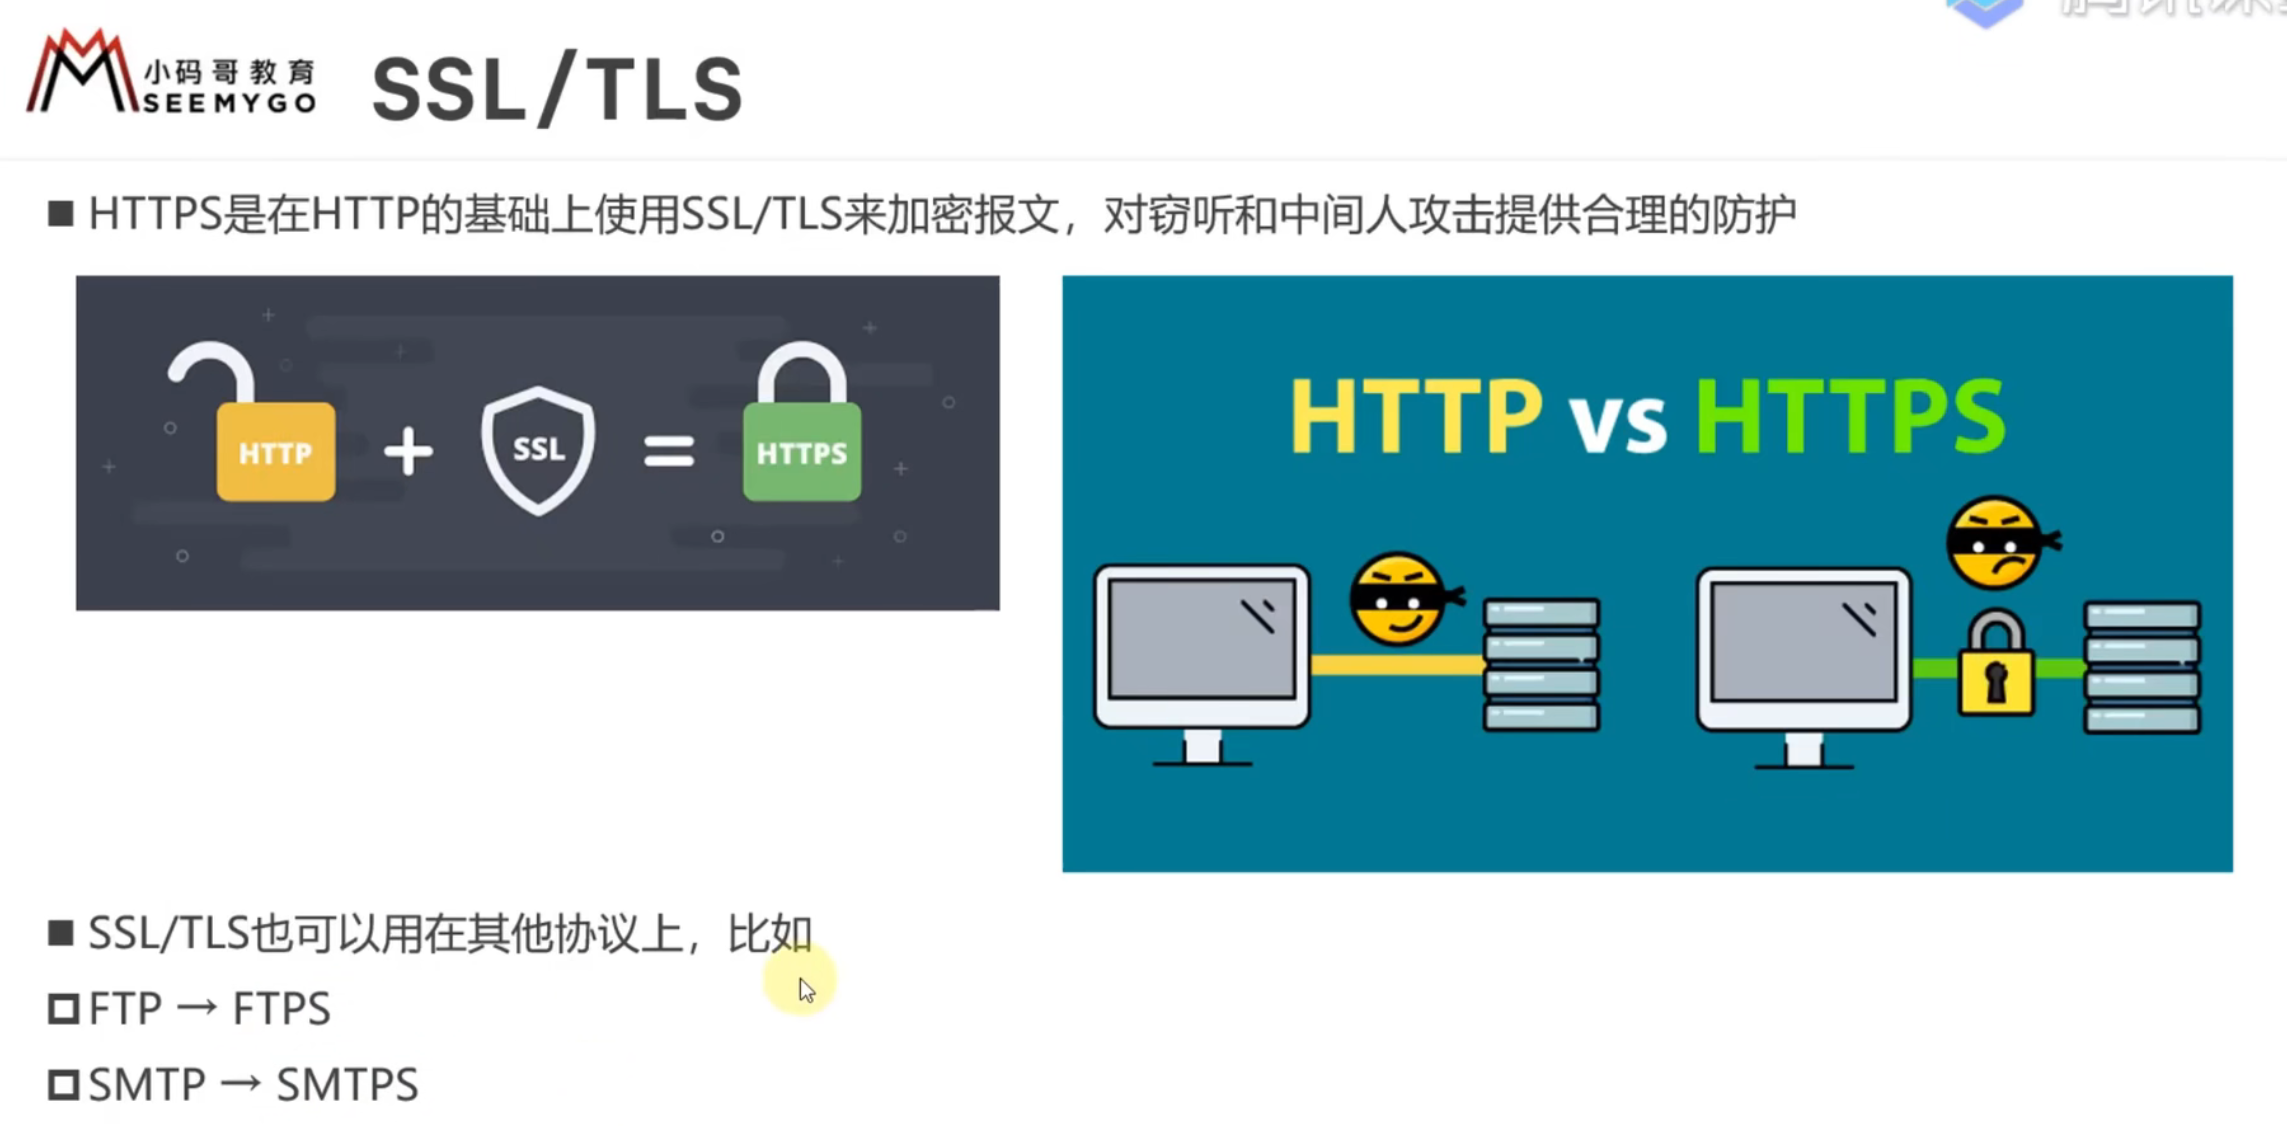 小码哥教育
SEEMYGO
SSL/TLS
■ HTTPS是在HTTP的基础上使用SSL/TLS来加密报文，对窃听和中间人攻击提供合理的防护
HTTP + SSL = HTTPS
HTTP vs HTTPS
■ SSL/TLS也可以用在其他协议上，比如
FTP → FTPS
SMTP → SMTPS